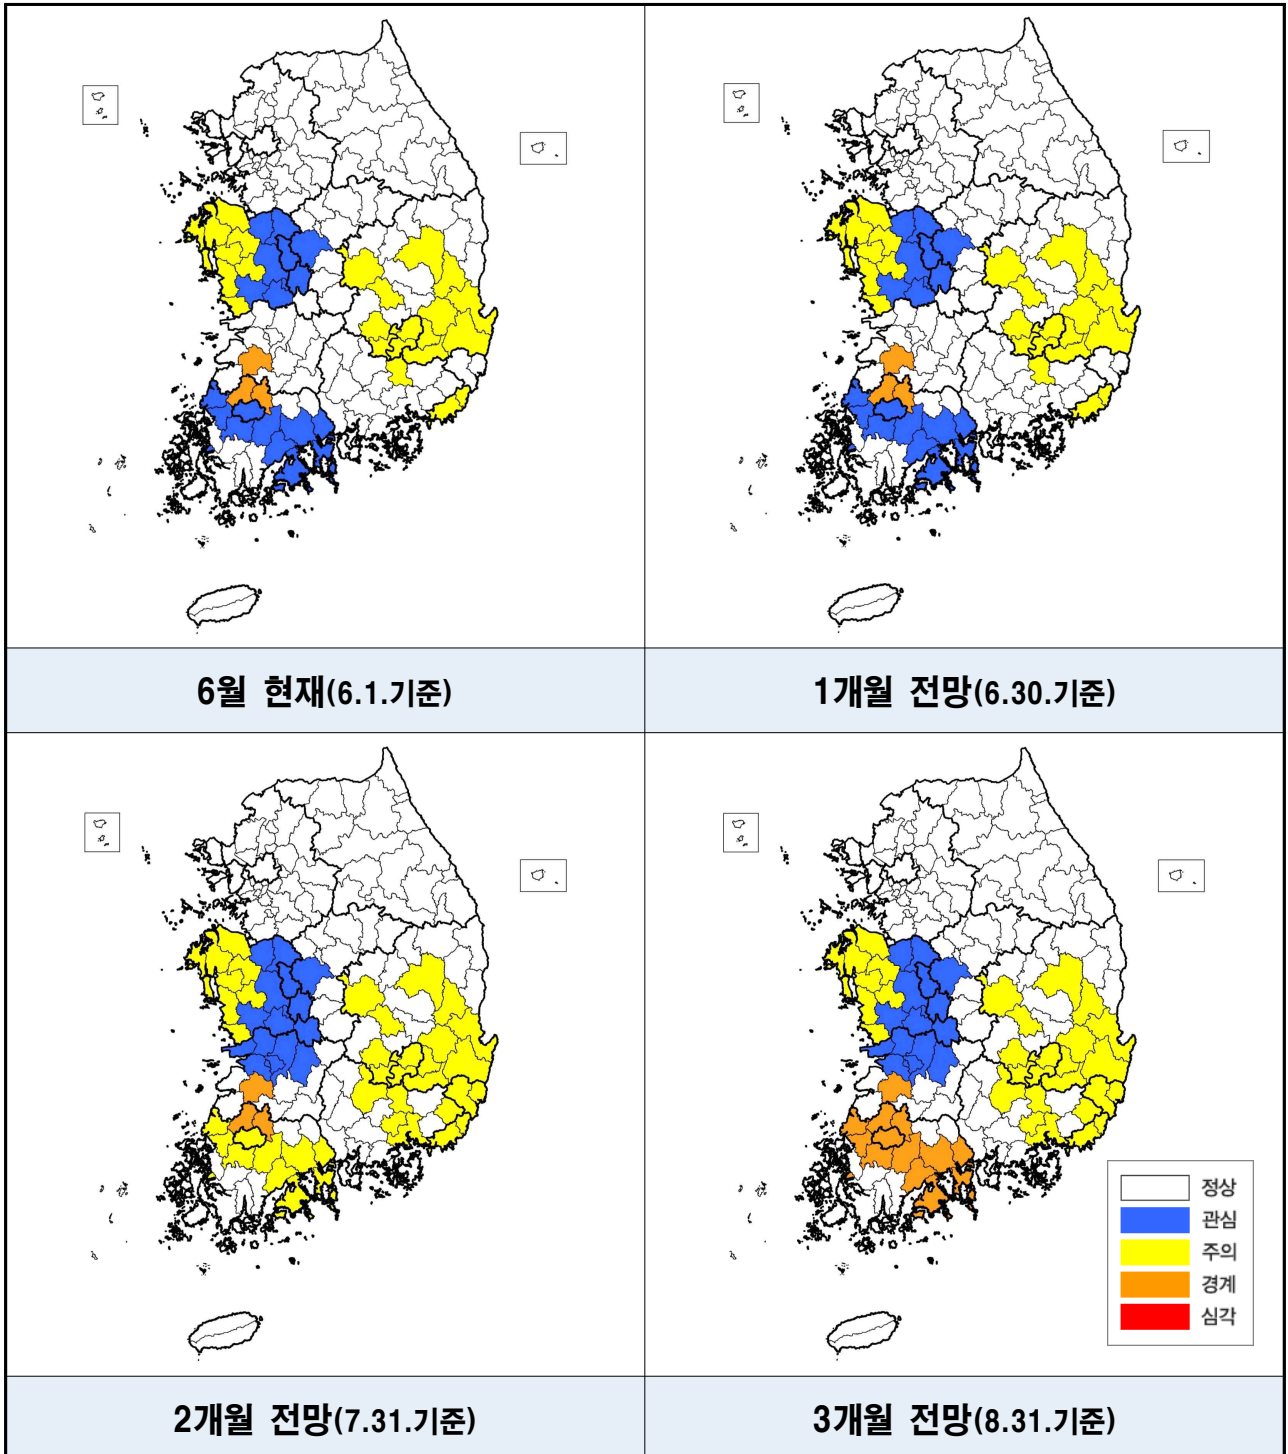 6월 현재(6.1.기준)
1개월 전망(6.30.기준)
정상
관심
주의
경계
심각
2개월 전망(7.31.기준)
3개월 전망(8.31.기준)